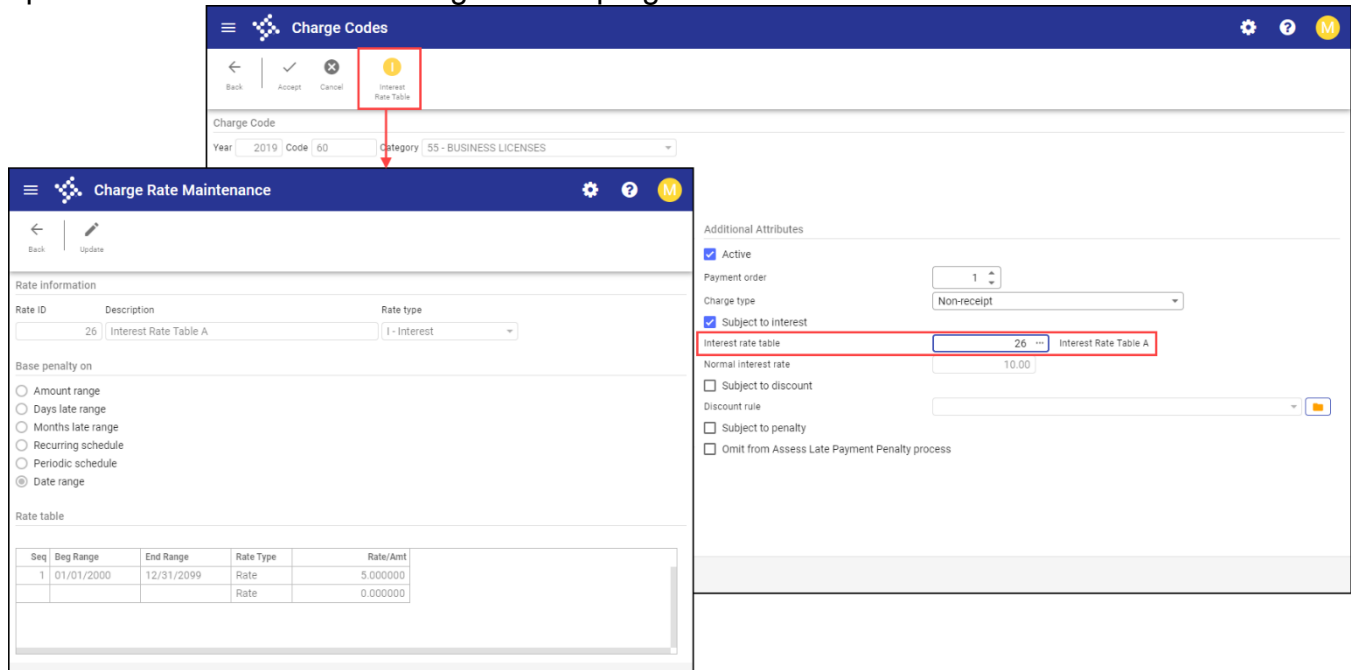 Charge Codes
M
Back Accept Cancel Interest Rate Table
Charge Code
Year 2019 Code 60 Category 55 - BUSINESS LICENSES
Charge Rate Maintenance
M
Back Update
Rate information
Rate ID Description Rate type
26 Interest Rate Table A I - Interest
Base penalty on
Amount range
Days late range
Months late range
Recurring schedule
Periodic schedule
Date range
Rate table
Seq Beg Range End Range Rate Type Rate/Amt
1 01/01/2000 12/31/2099 Rate 5.000000
Rate 0.000000
Additional Attributes
Active
Payment order 1
Charge type Non-receipt
Subject to interest
Interest rate table 26 ··· Interest Rate Table A
Normal interest rate 10.00
Subject to discount
Discount rule
Subject to penalty
Omit from Assess Late Payment Penalty process